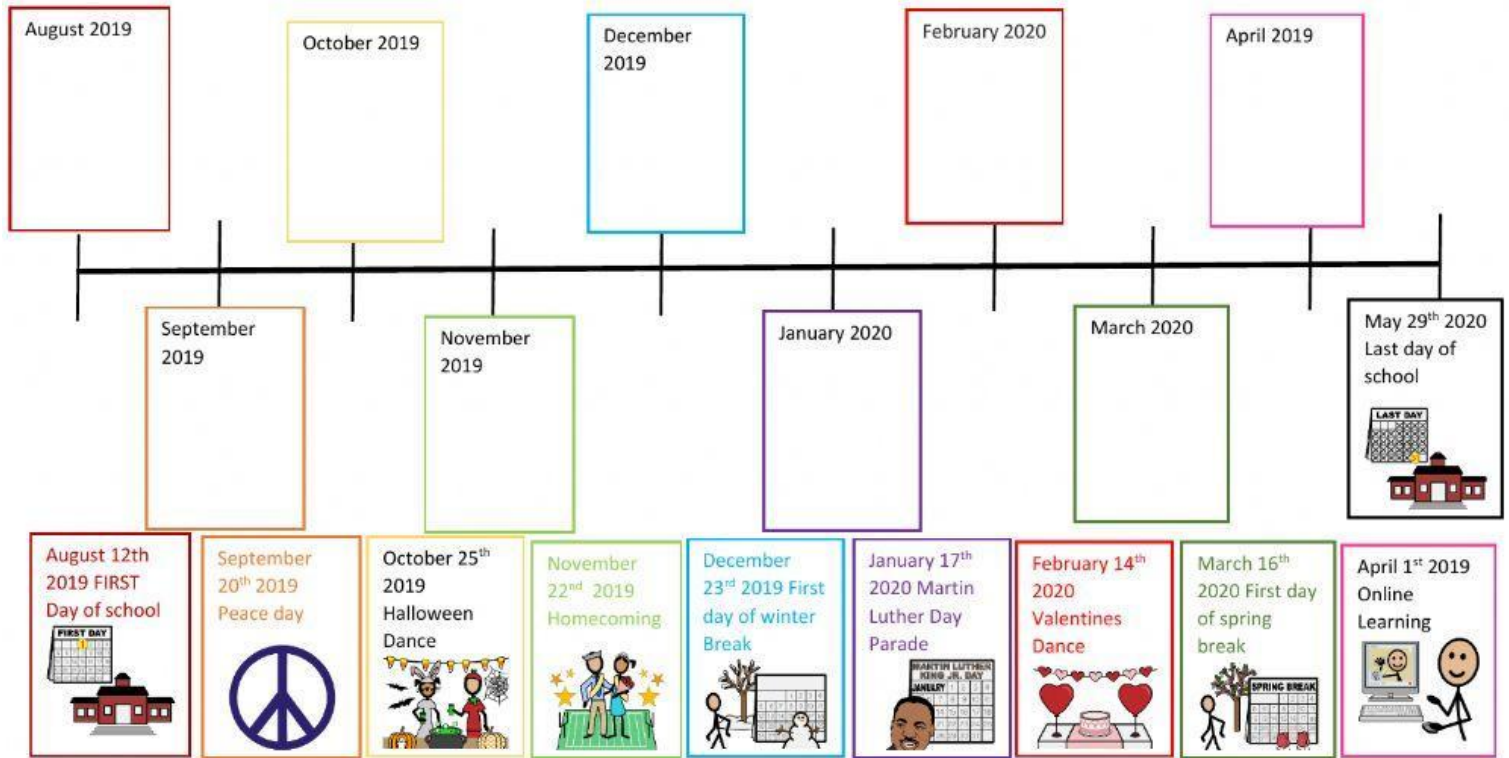 August 2019
October 2019
December
2019
February 2020
April 2019
September
2019
November
2019
January 2020
March 2020
May 29th 2020
Last day of
school
LAST DAY
August 12th
2019 FIRST
Day of school
FIRST DAY
1
September
20th 2019
Peace day
October 25th
2019
Halloween
Dance
November
22nd 2019
Homecoming
December
23rd 2019 First
day of winter
Break
January 17th
2020 Martin
Luther Day
Parade
MARTIN LUTHER
KING JR. DAY
JANUARY
February 14th
2020
Valentines
Dance
March 16th
2020 First day
of spring
break
SPRING BREAK
April 1st 2019
Online
Learning